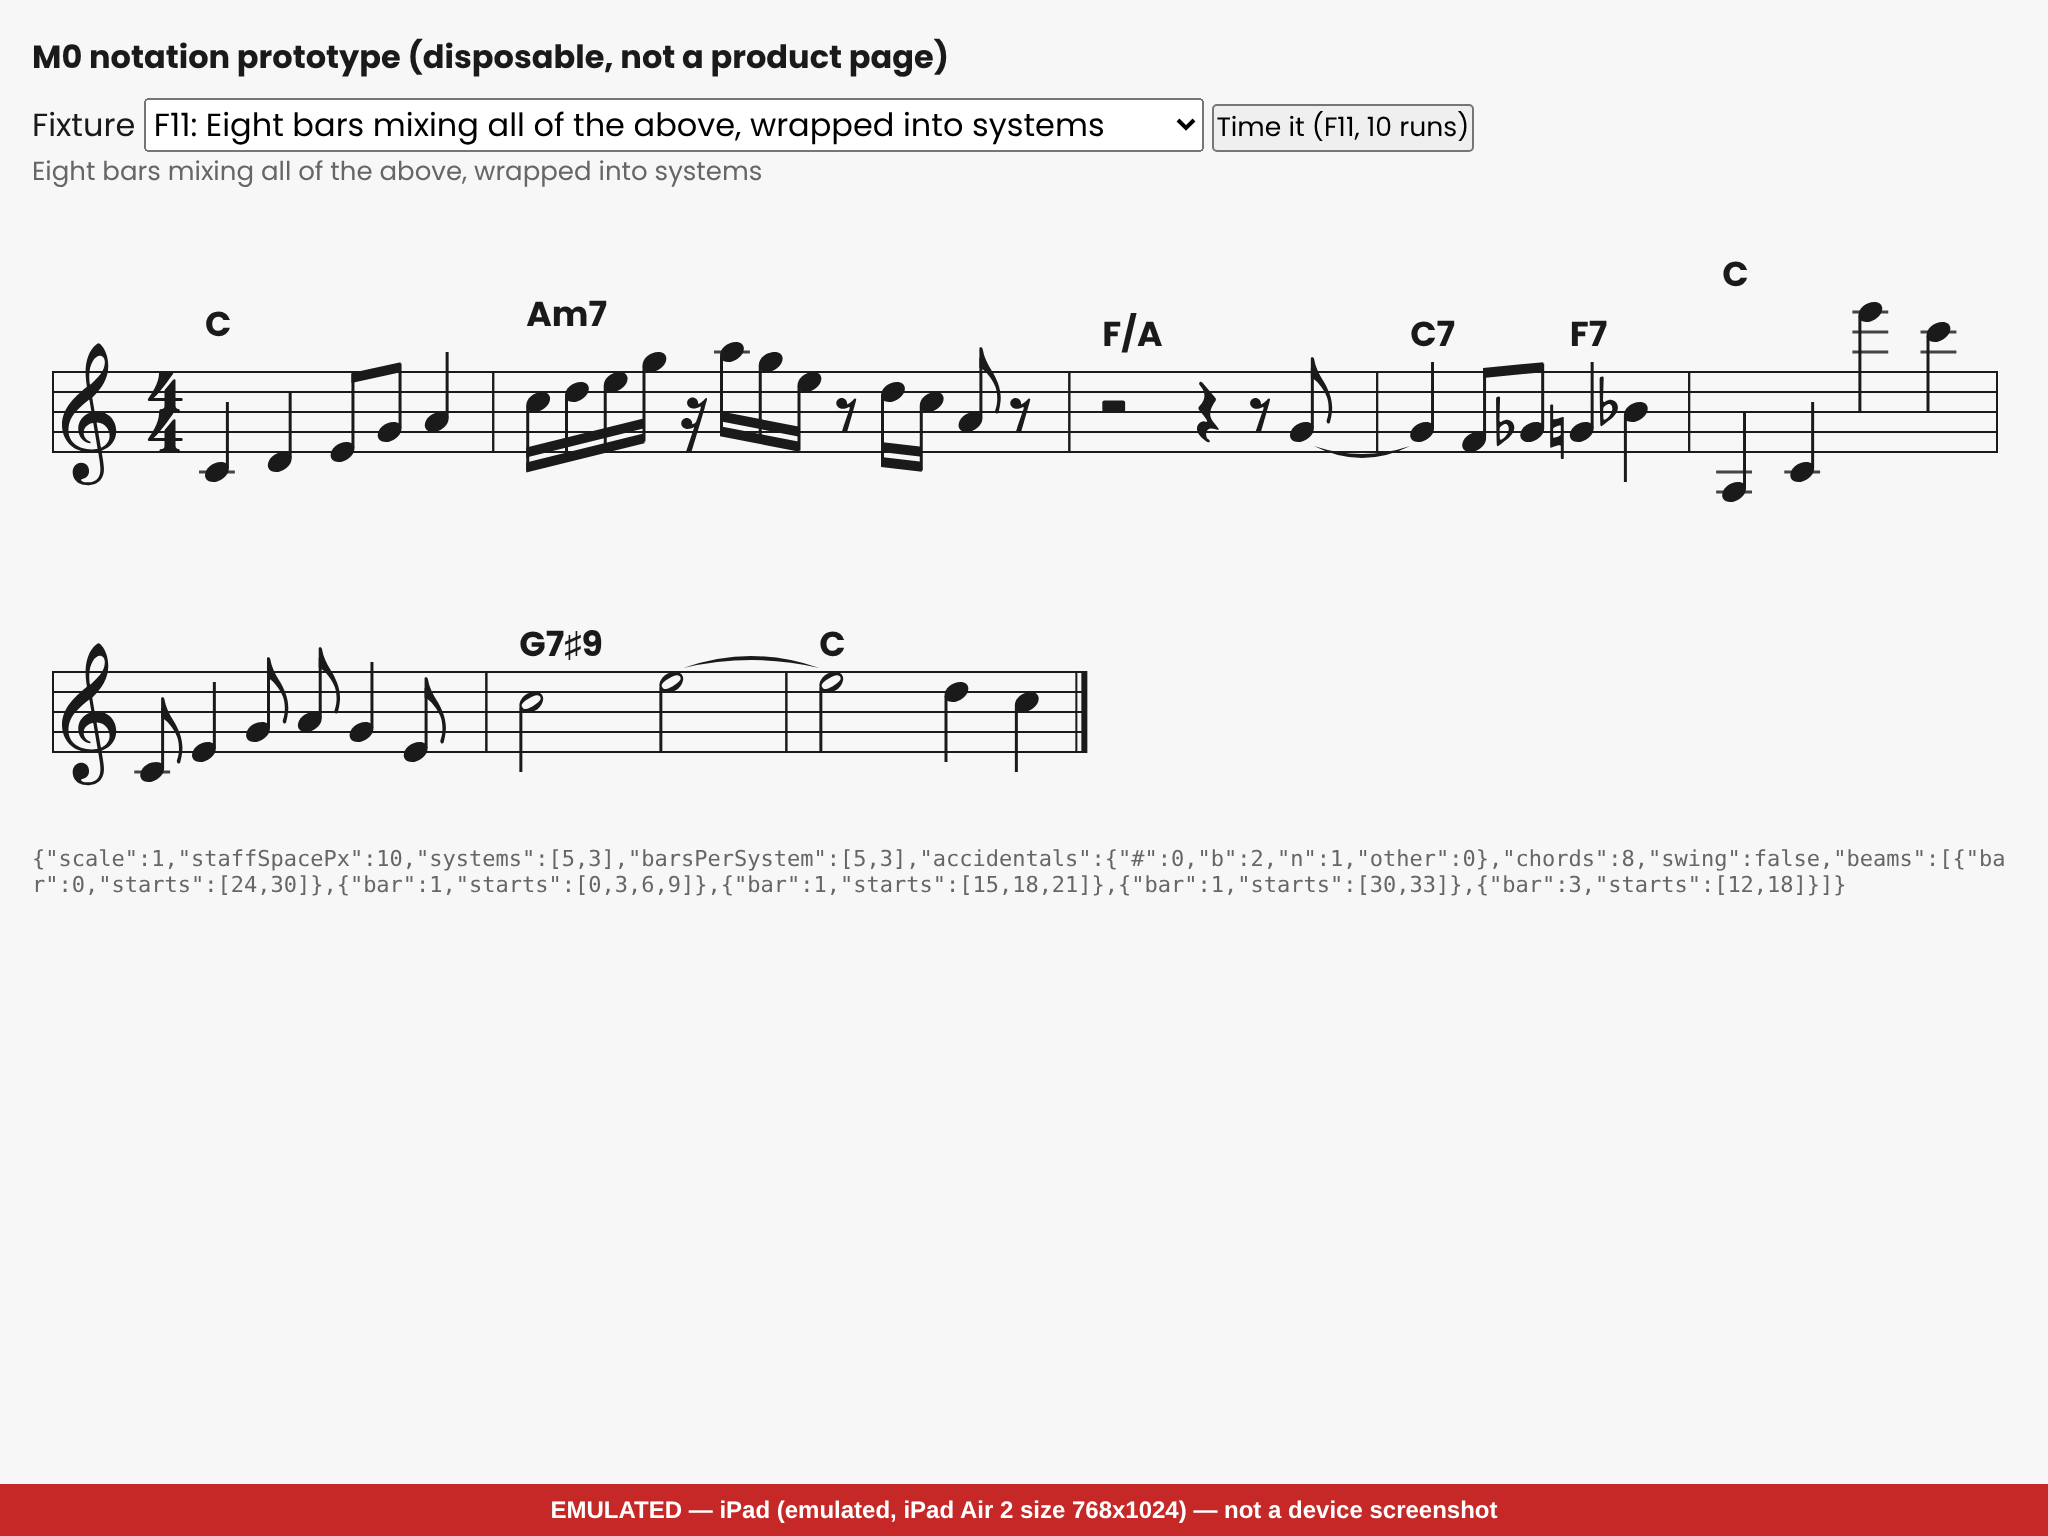 M0 notation prototype (disposable, not a product page)
Fixture F11: Eight bars mixing all of the above, wrapped into systems Time it (F11, 10 runs)
Eight bars mixing all of the above, wrapped into systems
C Am7 F/A C7 F7 C
4
4
G7♯9 C
{"scale":1,"staffSpacePx":10,"systems":[5,3],"barsPerSystem":[5,3],"accidentals":{"#":0,"b":2,"n":1,"other":0},"chords":8,"swing":false,"beams":[{"ba
r":0,"starts":[24,30]},{"bar":1,"starts":[0,3,6,9]},{"bar":1,"starts":[15,18,21]},{"bar":1,"starts":[30,33]},{"bar":3,"starts":[12,18]}]}
EMULATED — iPad (emulated, iPad Air 2 size 768x1024) — not a device screenshot